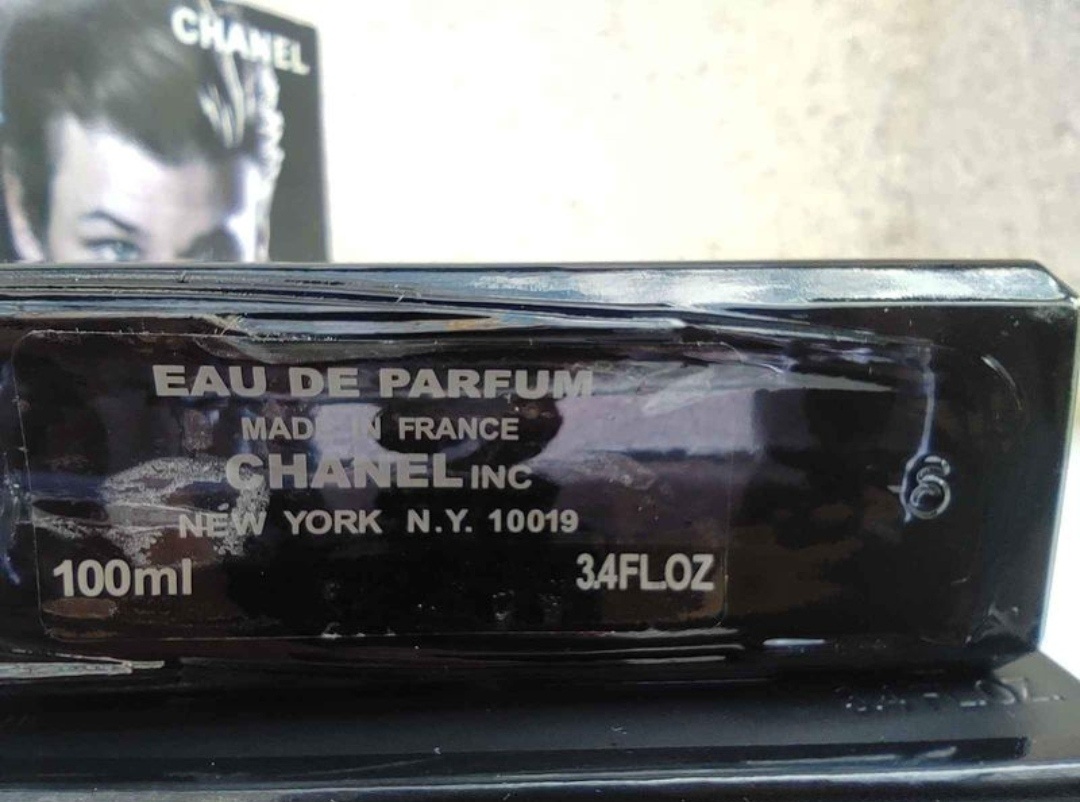 CHANEL
EAU DE PARFUM
MADE IN FRANCE
CHANEL INC
NEW YORK N.Y. 10019
100ml 3.4FL.OZ